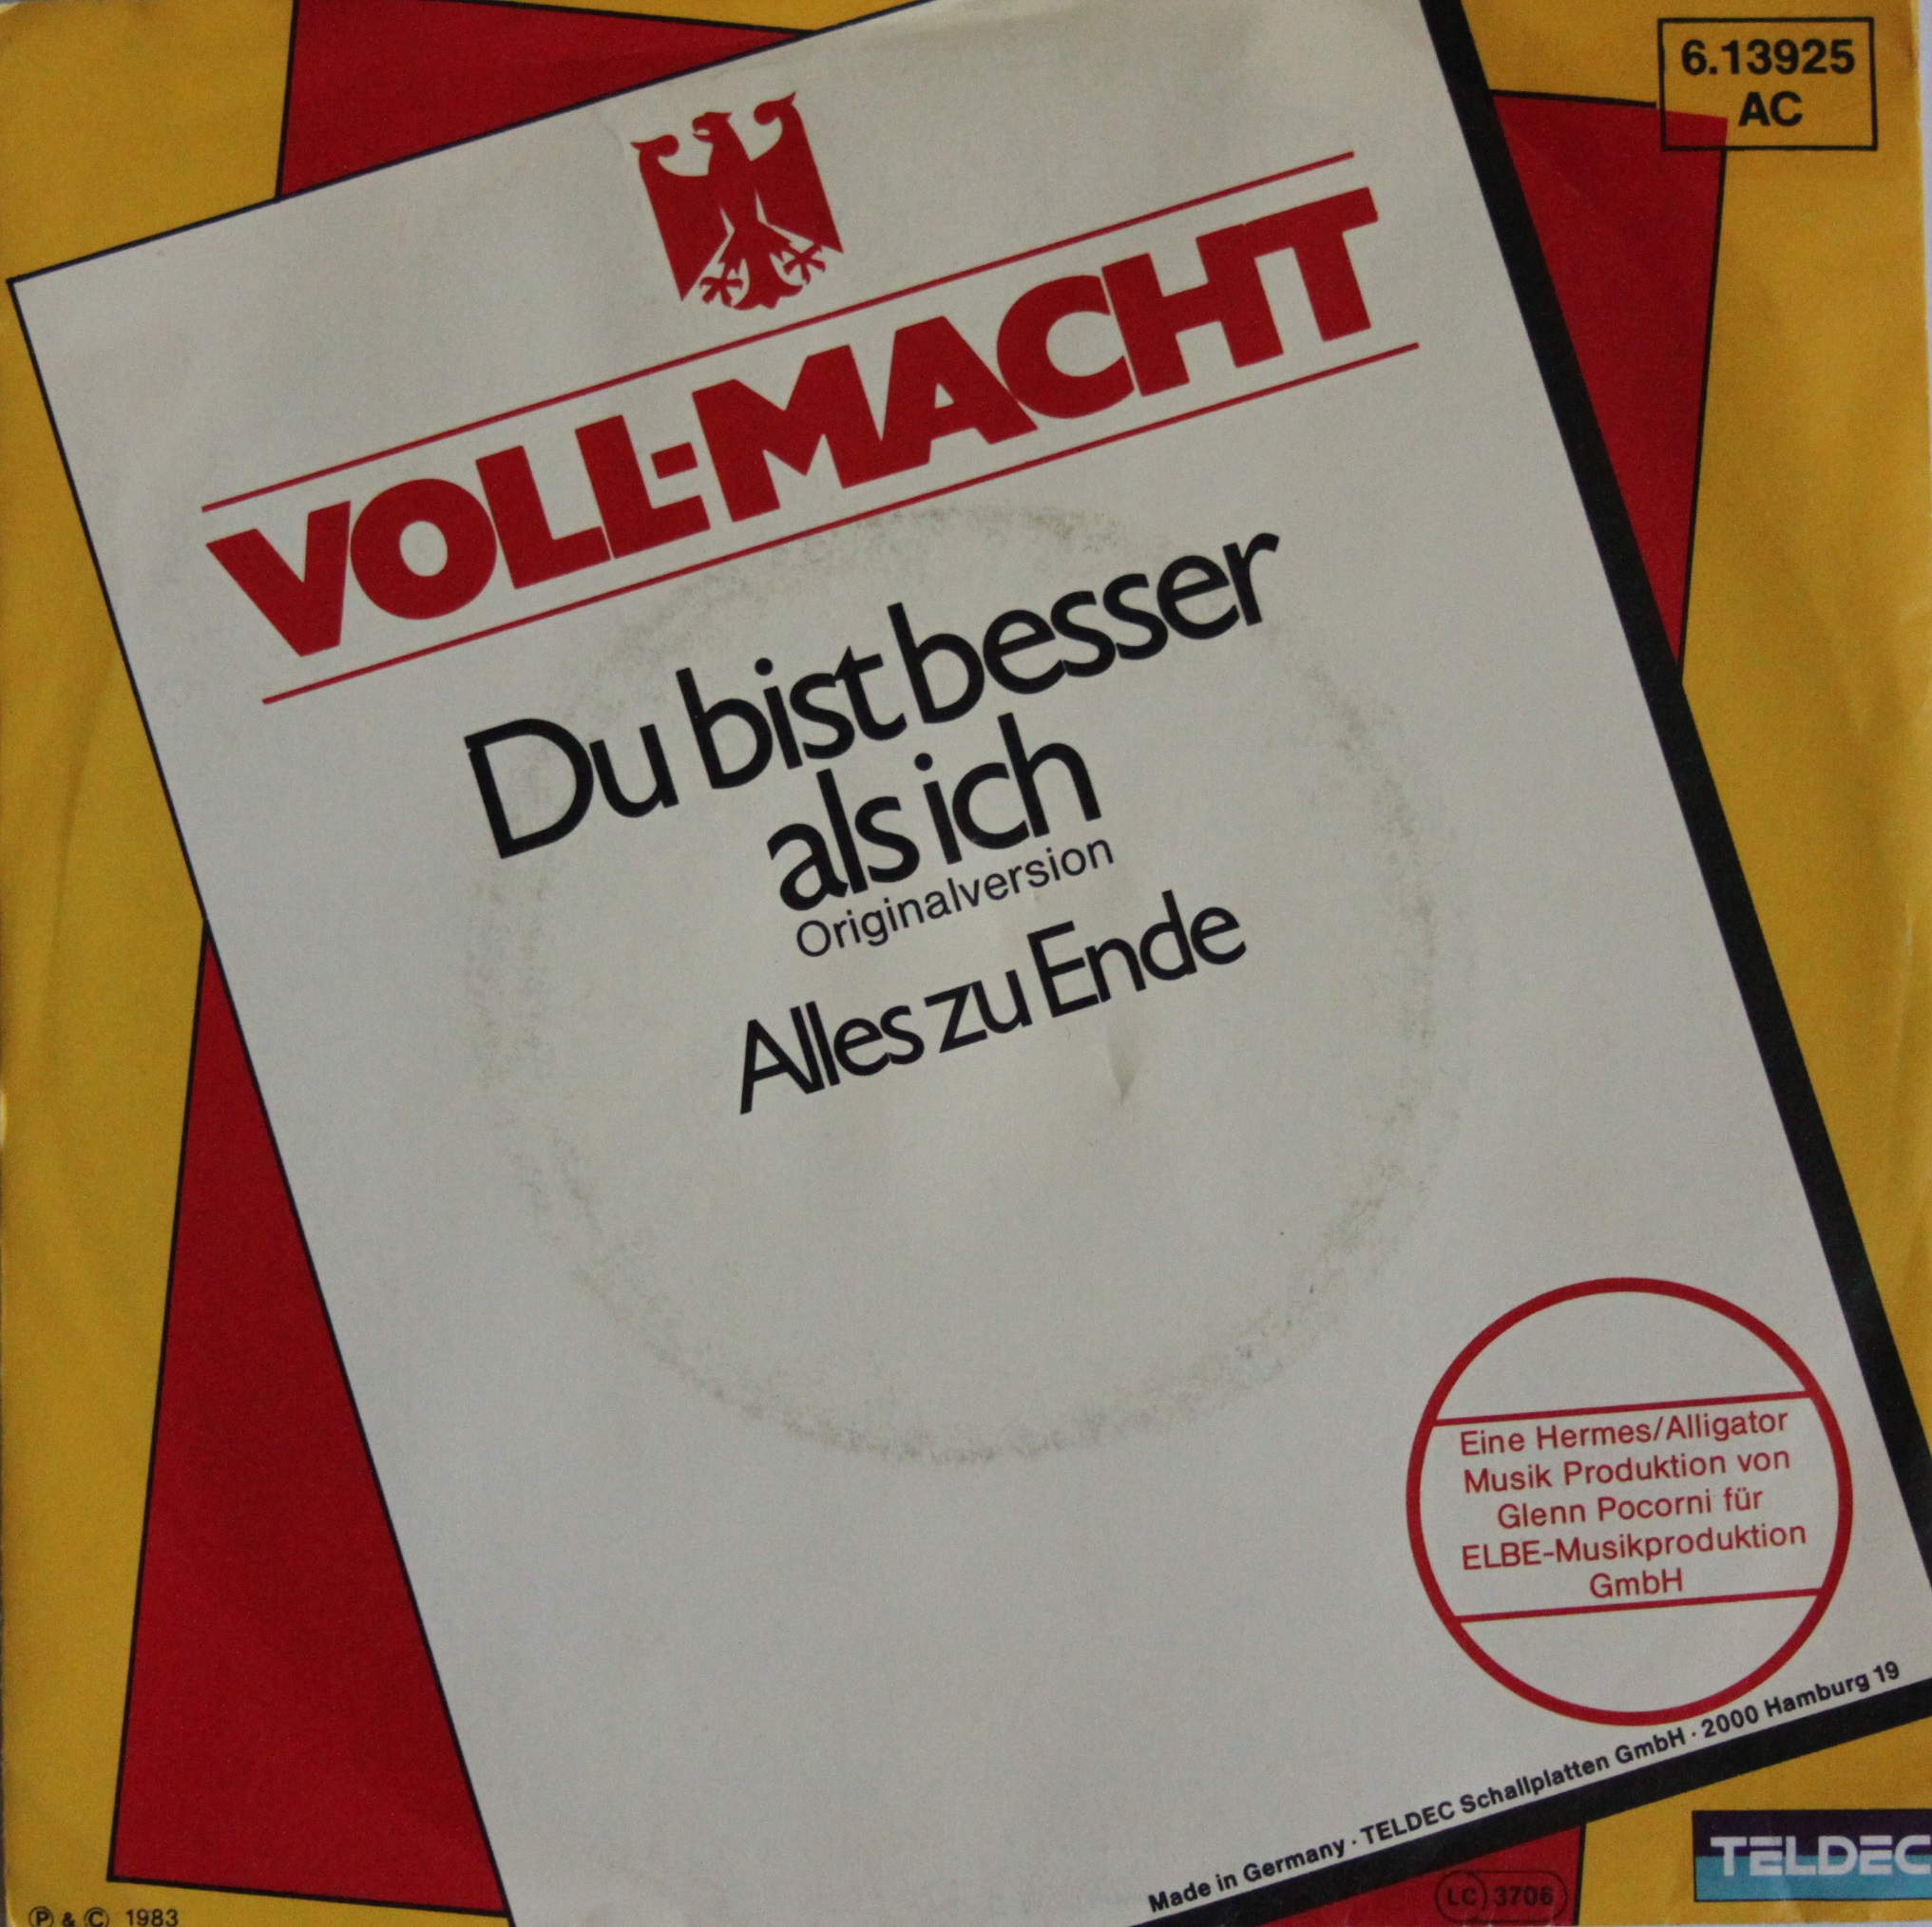 6.13925
AC
VOLL-MACHT
Du bist besser
als ich
Originalversion
Alles zu Ende
Eine Hermes/Alligator
Musik Produktion von
Glenn Pocorni für
ELBE-Musikproduktion
GmbH
Made in Germany · TELDEC Schallplatten GmbH · 2000 Hamburg 19
TELDEC
LC 3706
Ⓟ & © 1983